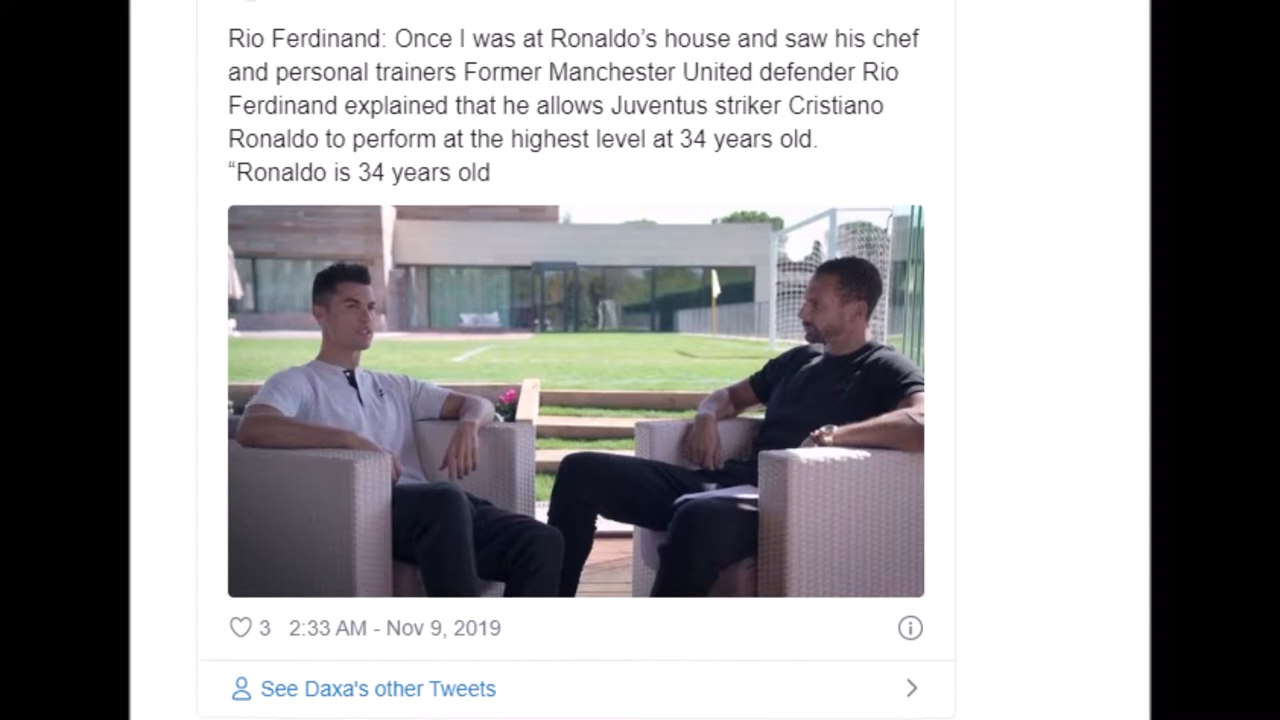 Rio Ferdinand: Once I was at Ronaldo’s house and saw his chef
and personal trainers Former Manchester United defender Rio
Ferdinand explained that he allows Juventus striker Cristiano
Ronaldo to perform at the highest level at 34 years old.
“Ronaldo is 34 years old
3 2:33 AM - Nov 9, 2019
See Daxa's other Tweets